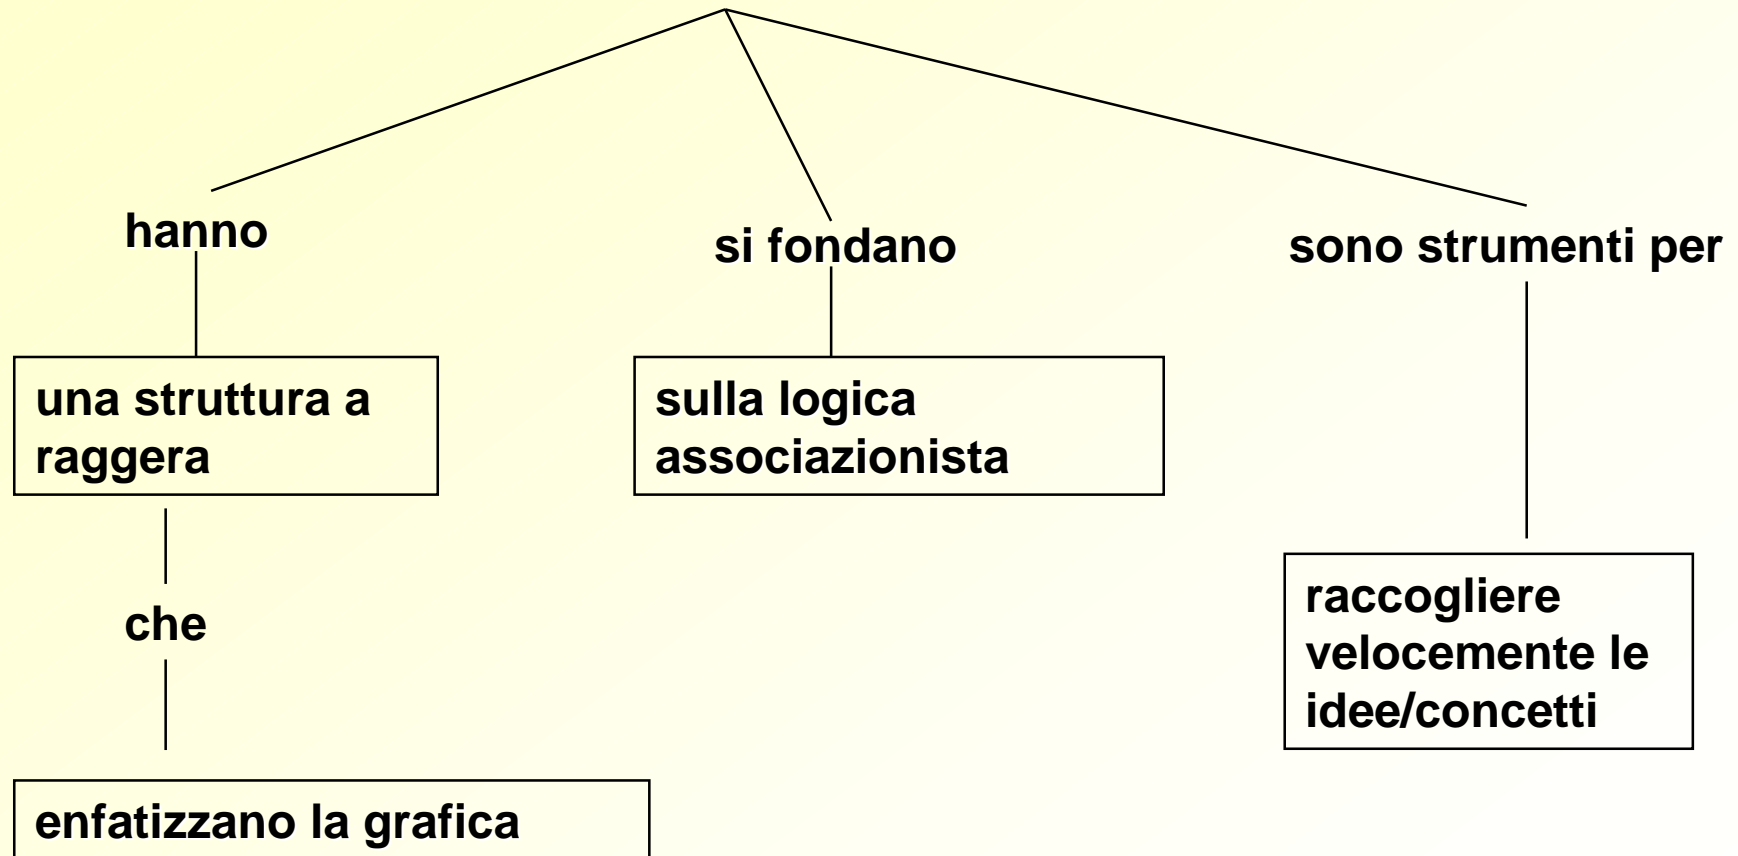 hanno
una struttura a
raggera
che
enfatizzano la grafica
si fondano
sulla logica
associazionista
sono strumenti per
raccogliere
velocemente le
idee/concetti